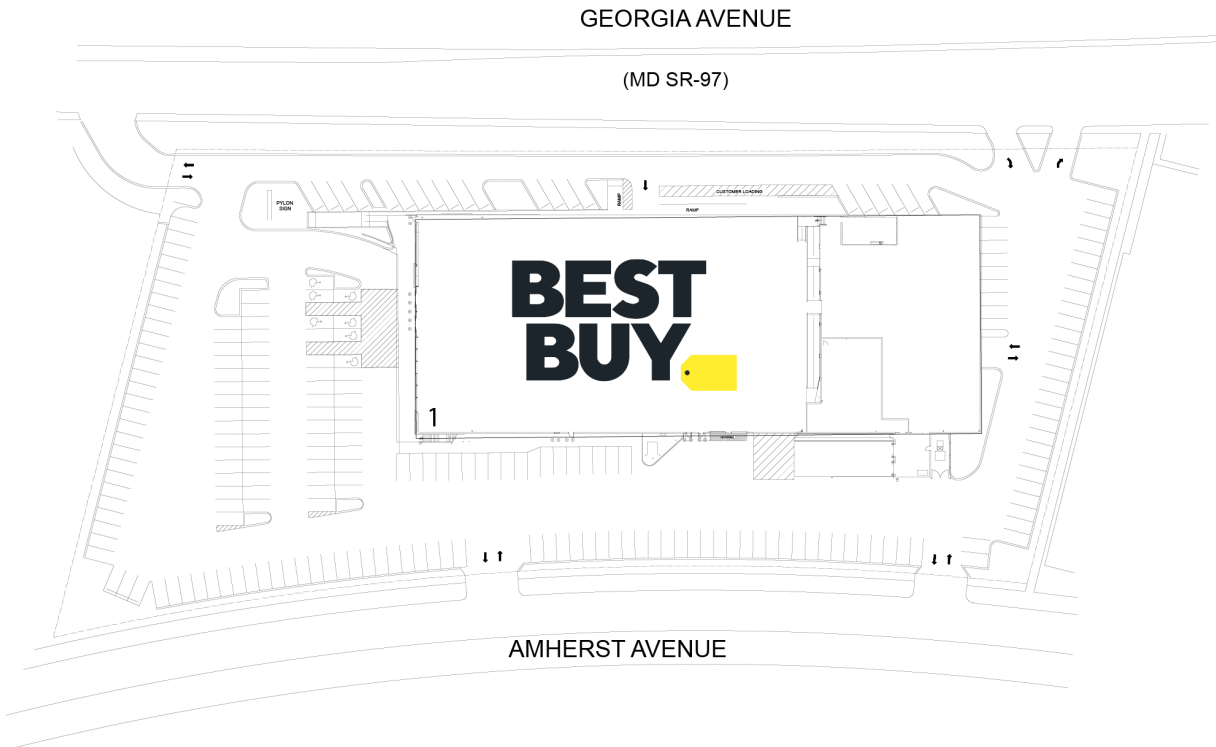 GEORGIA AVENUE
(MD SR-97)
PYLON
SIGN
RAMP
CUSTOMER LOADING
RAMP
BEST
BUY
1
AMHERST AVENUE